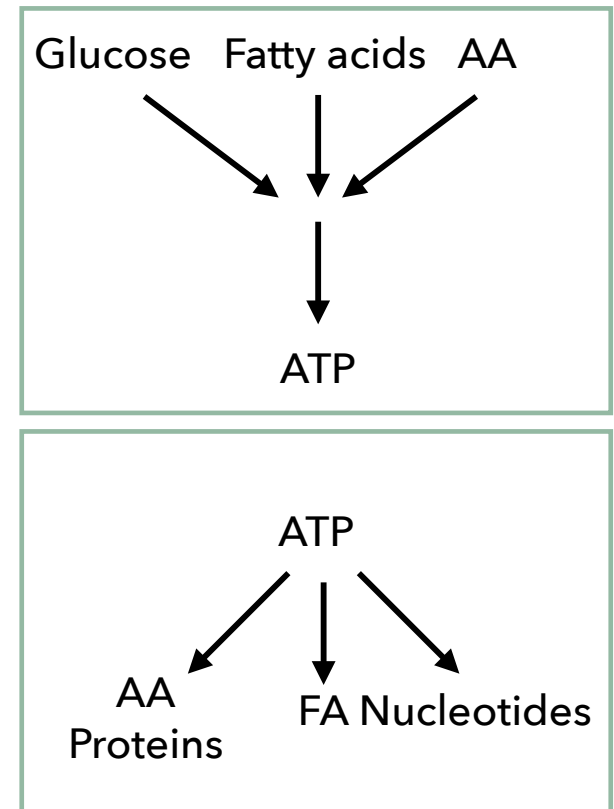 Glucose Fatty acids AA
ATP
ATP
AA
Proteins
FA Nucleotides